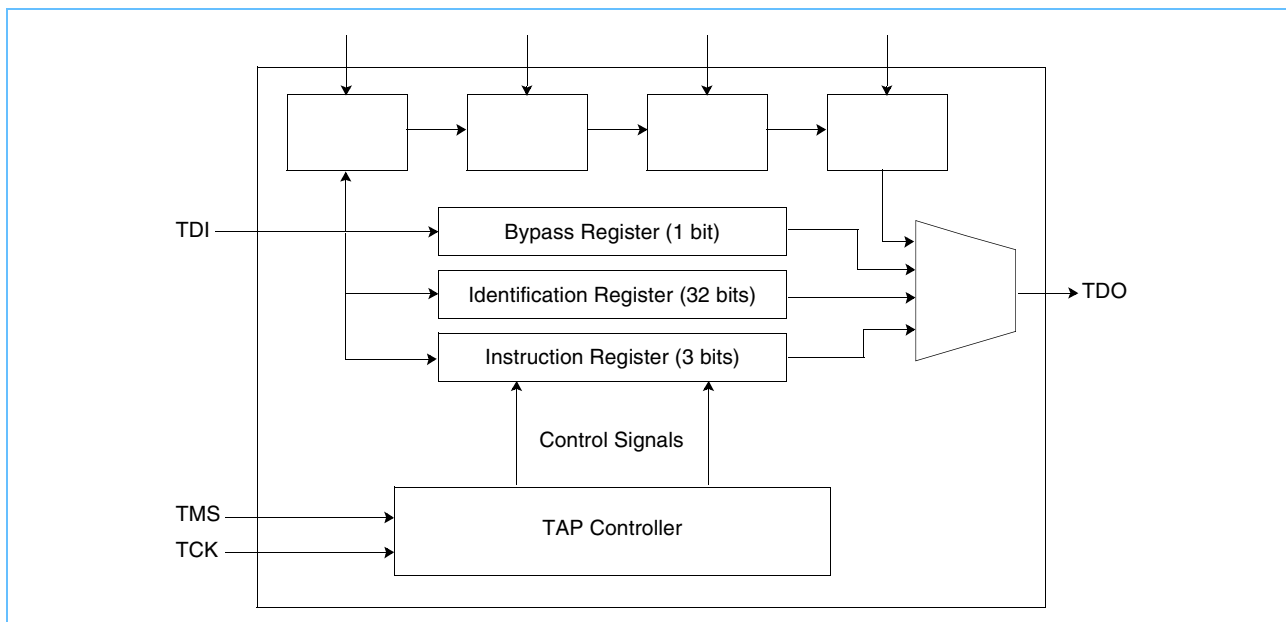 TDI
Bypass Register (1 bit)
Identification Register (32 bits)
TDO
Instruction Register (3 bits)
Control Signals
TMS
TAP Controller
TCK